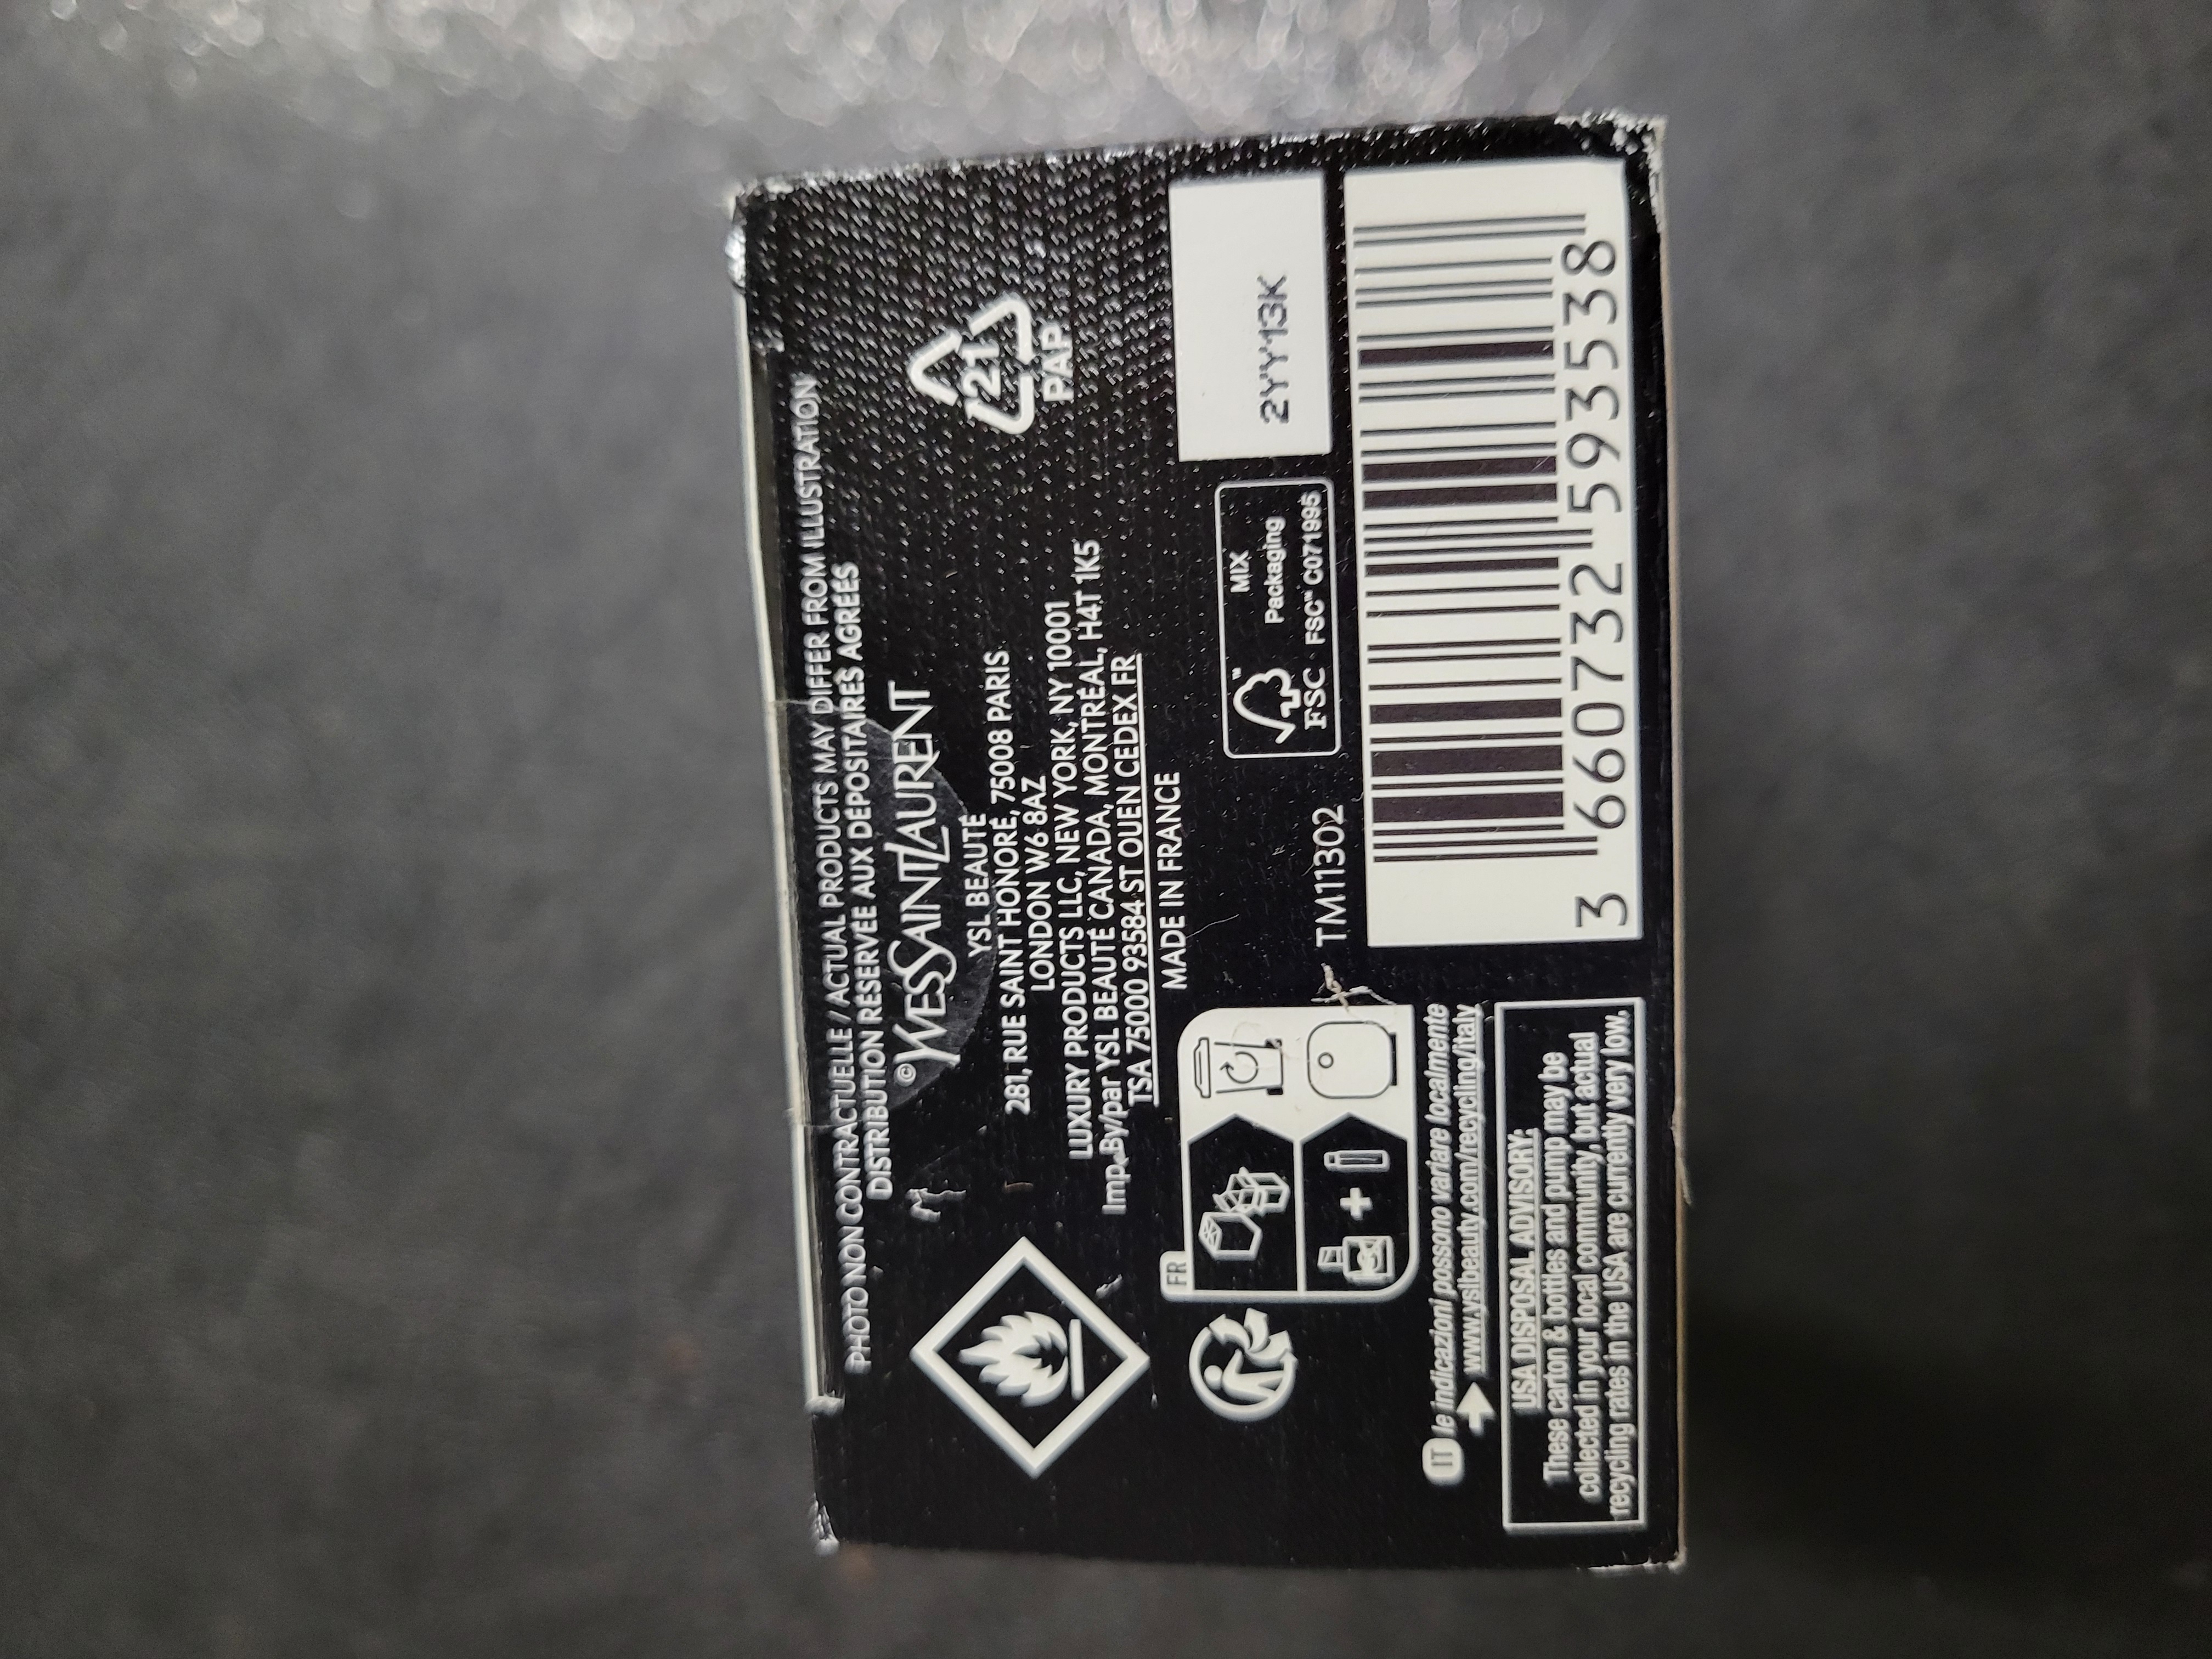 PHOTO NON CONTRACTUELLE / ACTUAL PRODUCTS MAY DIFFER FROM ILLUSTRATION
DISTRIBUTION RÉSERVÉE AUX DÉPOSITAIRES AGRÉÉS
© YVESSAINTLAURENT
YSL BEAUTÉ
281, RUE SAINT HONORÉ, 75008 PARIS
LONDON W6 8AZ
LUXURY PRODUCTS LLC, NEW YORK, NY 10001
Imp. By/par YSL BEAUTÉ CANADA, MONTRÉAL, H4T 1K5
TSA 75000 93584 ST OUEN CEDEX FR
MADE IN FRANCE
21
PAP
FR
TM11302
MIX
Packaging
FSC™ C071995
FSC™
2YY13K
IT le indicazioni possono variare localmente
www.yslbeauty.com/recycling/italy
USA DISPOSAL ADVISORY:
These carton & bottles and pump may be
collected in your local community, but actual
recycling rates in the USA are currently very low.
3 660732 593538